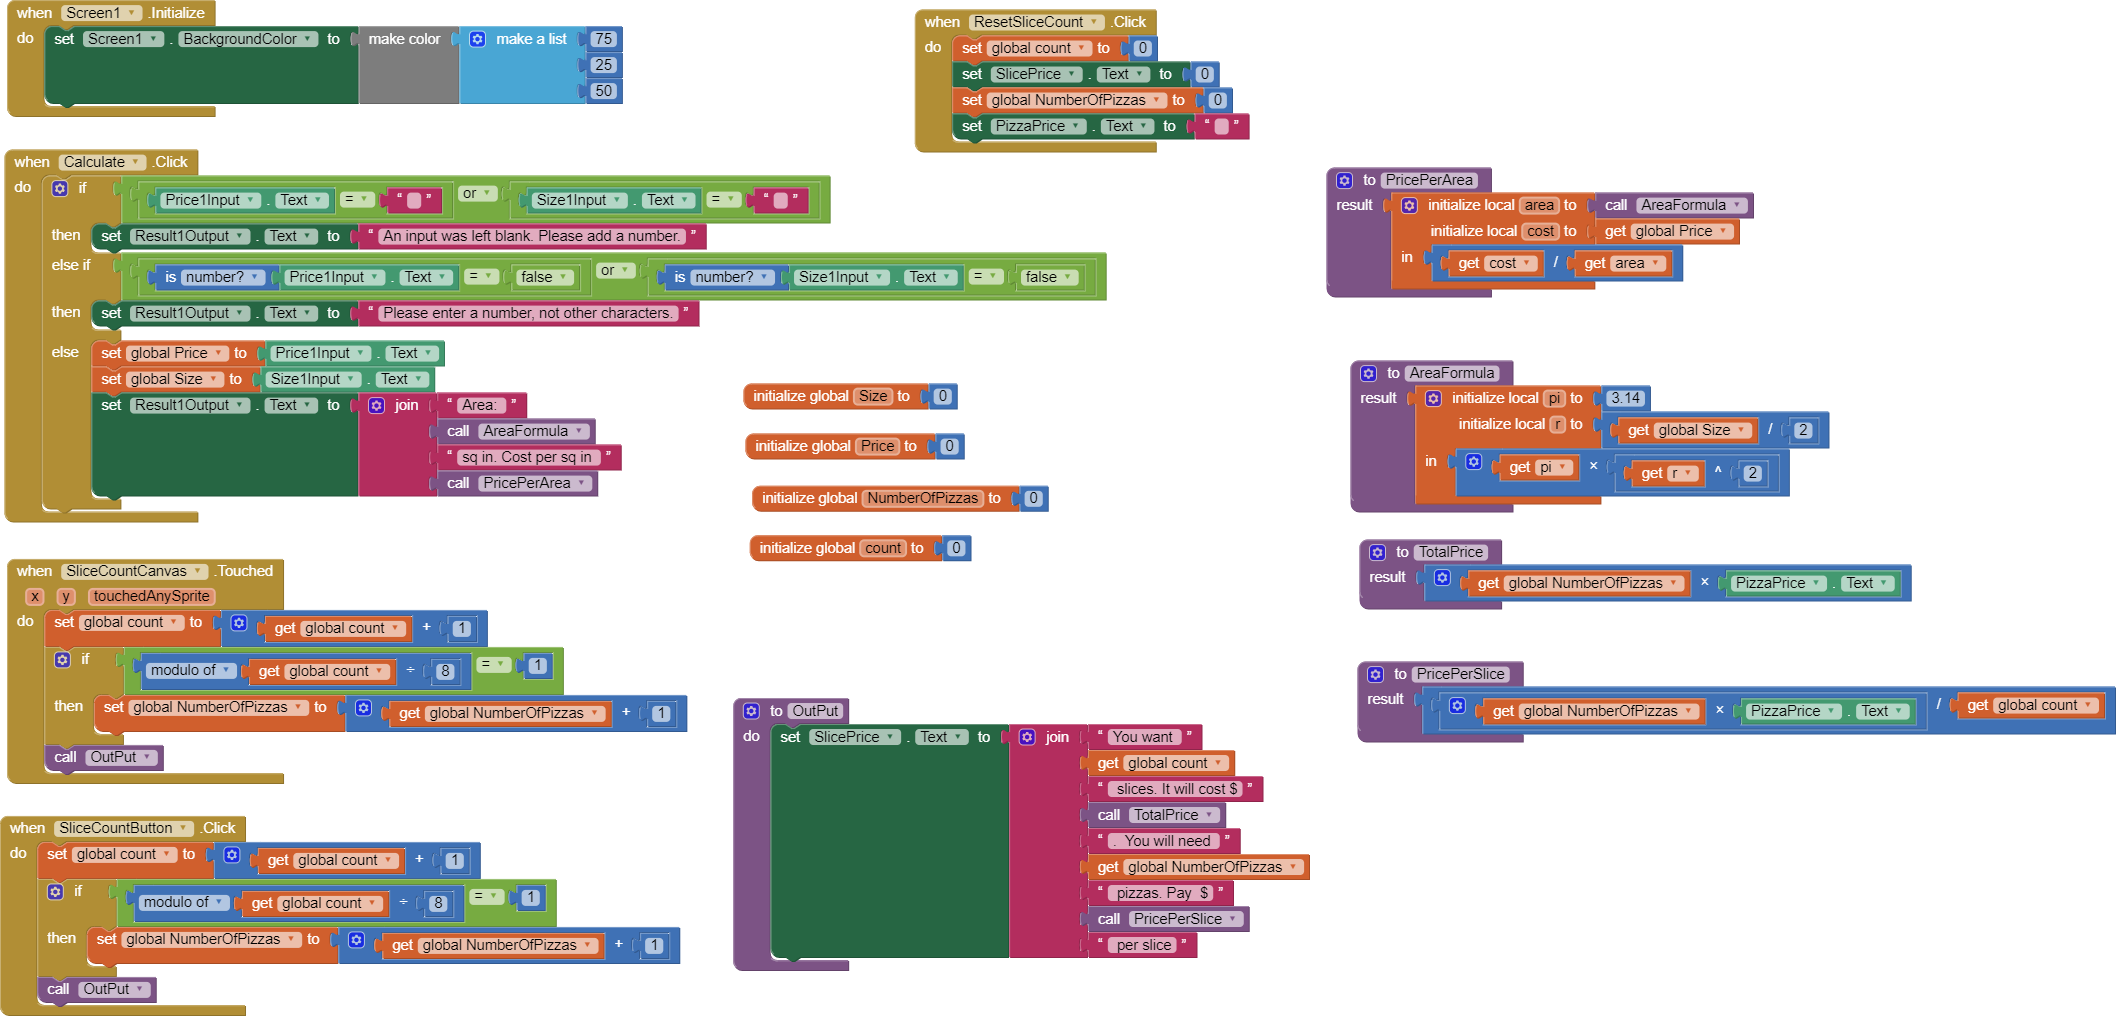 when Screen1 .Initialize
do set Screen1 . BackgroundColor to make color make a list 75
25
50
when ResetSliceCount .Click
do set global count to 0
set SlicePrice . Text to 0
set global NumberOfPizzas to 0
set PizzaPrice . Text to “ ”
when Calculate .Click
do if Price1Input . Text = “ ” or Size1Input . Text = “ ”
then set Result1Output . Text to “ An input was left blank. Please add a number. ”
else if is number? Price1Input . Text = false or is number? Size1Input . Text = false
then set Result1Output . Text to “ Please enter a number, not other characters. ”
else set global Price to Price1Input . Text
set global Size to Size1Input . Text
set Result1Output . Text to join “ Area: ”
call AreaFormula
“ sq in. Cost per sq in ”
call PricePerArea
initialize global Size to 0
initialize global Price to 0
initialize global NumberOfPizzas to 0
initialize global count to 0
to PricePerArea
result initialize local area to call AreaFormula
initialize local cost to get global Price
in get cost / get area
to AreaFormula
result initialize local pi to 3.14
initialize local r to get global Size / 2
in get pi × get r ^ 2
to TotalPrice
result get global NumberOfPizzas × PizzaPrice . Text
to PricePerSlice
result get global NumberOfPizzas × PizzaPrice . Text / get global count
when SliceCountCanvas .Touched
x y touchedAnySprite
do set global count to get global count + 1
if modulo of get global count ÷ 8 = 1
then set global NumberOfPizzas to get global NumberOfPizzas + 1
call OutPut
when SliceCountButton .Click
do set global count to get global count + 1
if modulo of get global count ÷ 8 = 1
then set global NumberOfPizzas to get global NumberOfPizzas + 1
call OutPut
to OutPut
do set SlicePrice . Text to join “ You want ”
get global count
“ slices. It will cost $ ”
call TotalPrice
“ . You will need ”
get global NumberOfPizzas
“ pizzas. Pay $ ”
call PricePerSlice
“ per slice ”